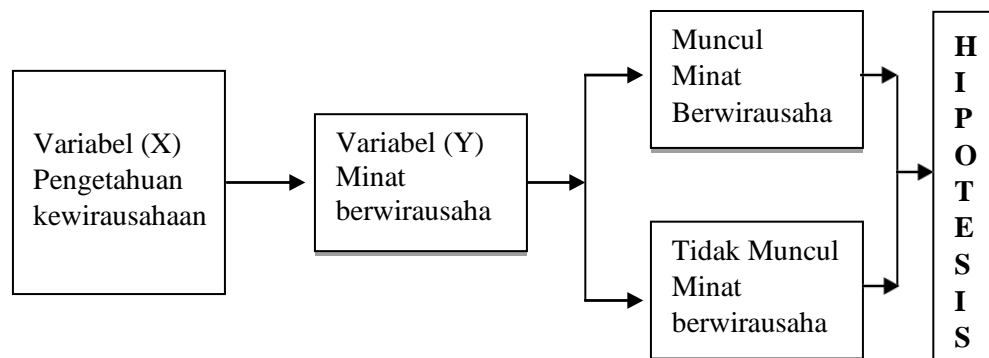 Variabel (X)
Pengetahuan
kewirausahaan
Variabel (Y)
Minat
berwirausaha
Muncul
Minat
Berwirausaha
Tidak Muncul
Minat
berwirausaha
H
I
P
O
T
E
S
I
S